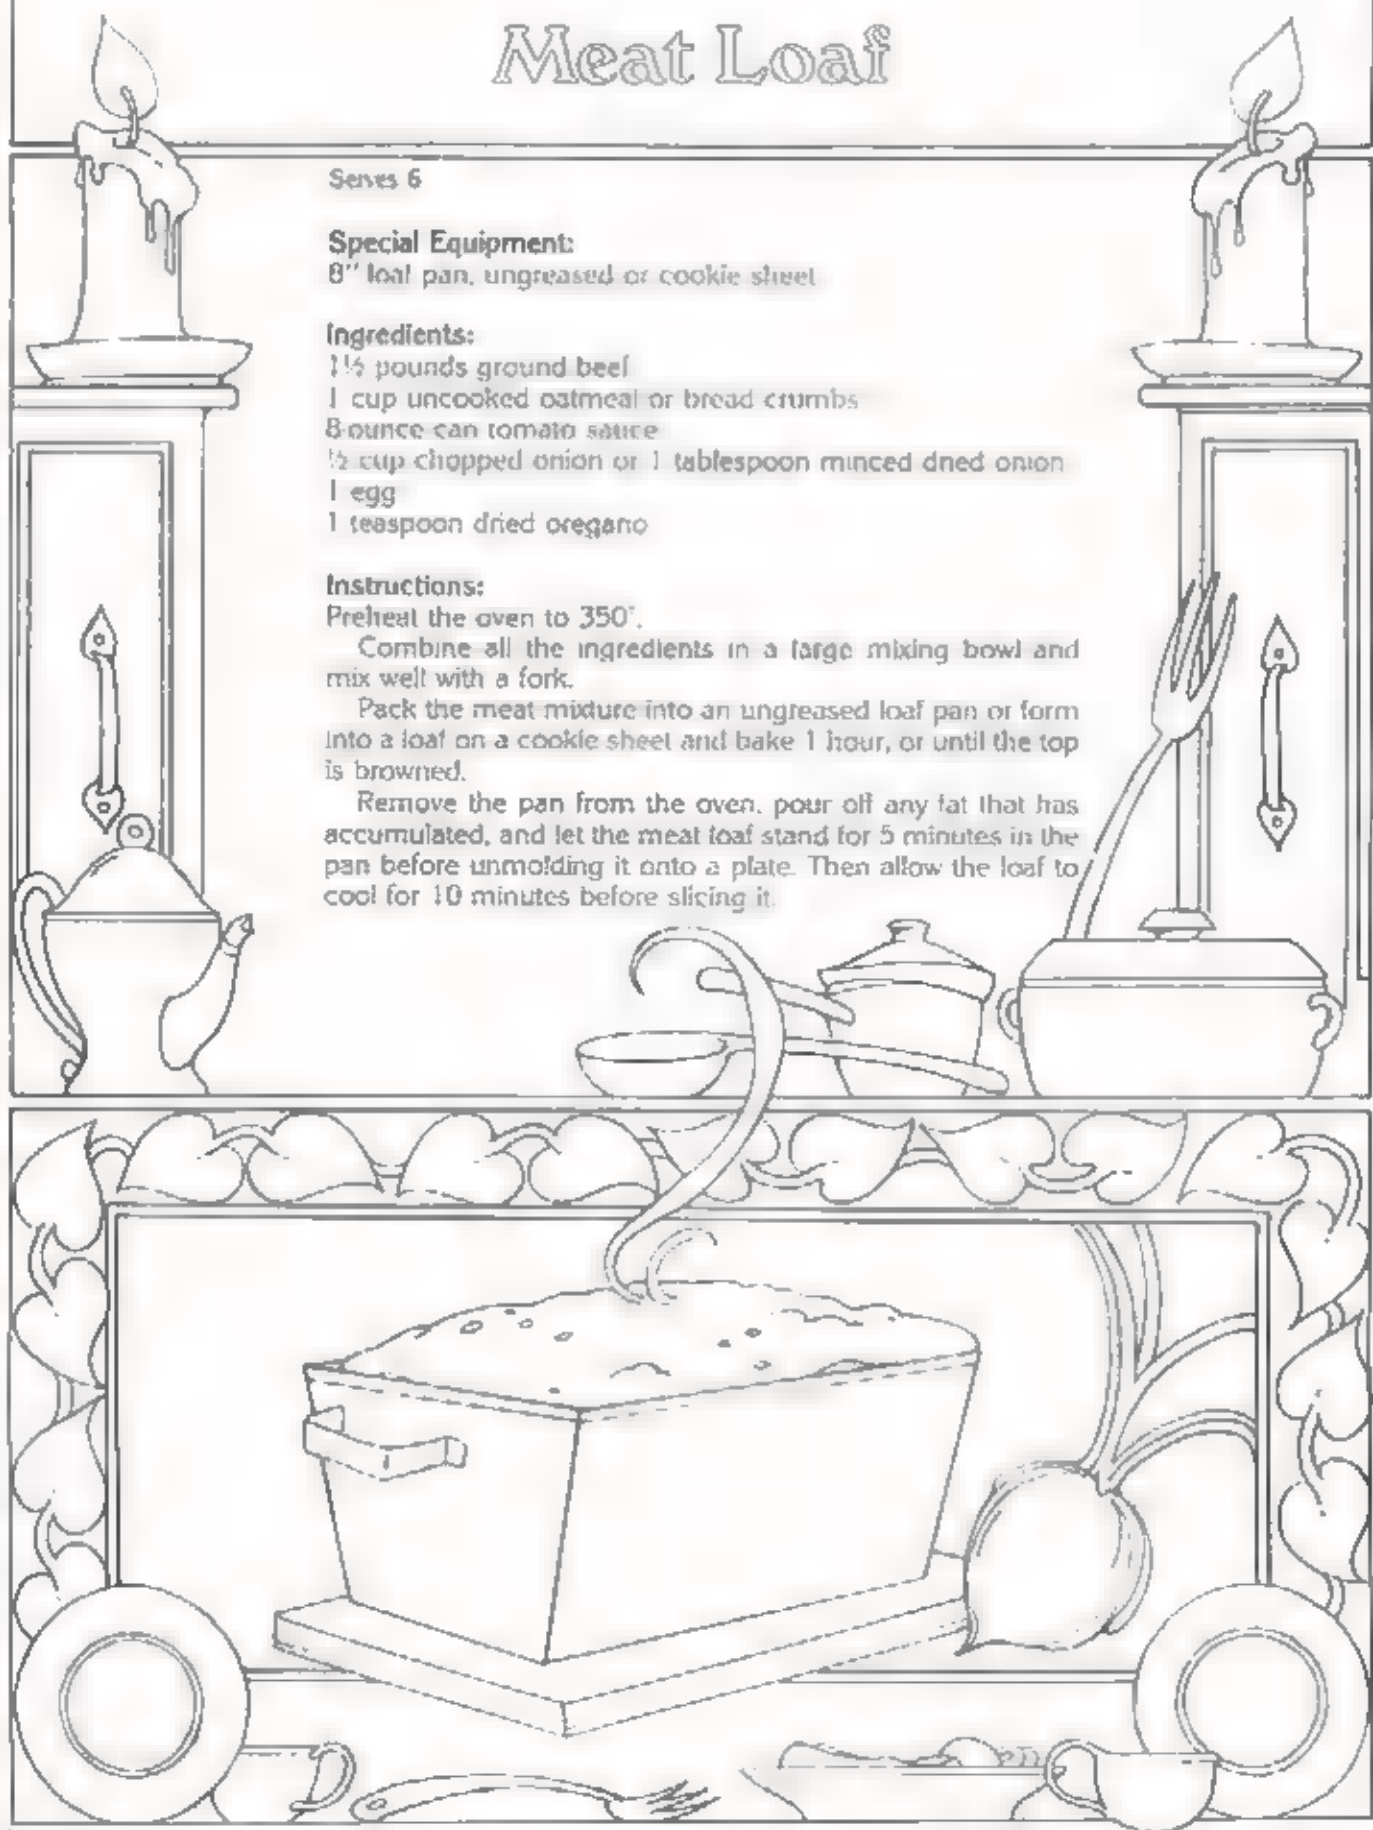 Meat Loaf
Serves 6
Special Equipment:
8" loaf pan, ungreased or cookie sheet
Ingredients:
1½ pounds ground beef
1 cup uncooked oatmeal or bread crumbs
8 ounce can tomato sauce
½ cup chopped onion or 1 tablespoon minced dried onion
1 egg
1 teaspoon dried oregano
Instructions:
Preheat the oven to 350°.
Combine all the ingredients in a large mixing bowl and
mix well with a fork.
Pack the meat mixture into an ungreased loaf pan or form
into a loaf on a cookie sheet and bake 1 hour, or until the top
is browned.
Remove the pan from the oven, pour off any fat that has
accumulated, and let the meat loaf stand for 5 minutes in the
pan before unmolding it onto a plate. Then allow the loaf to
cool for 10 minutes before slicing it.